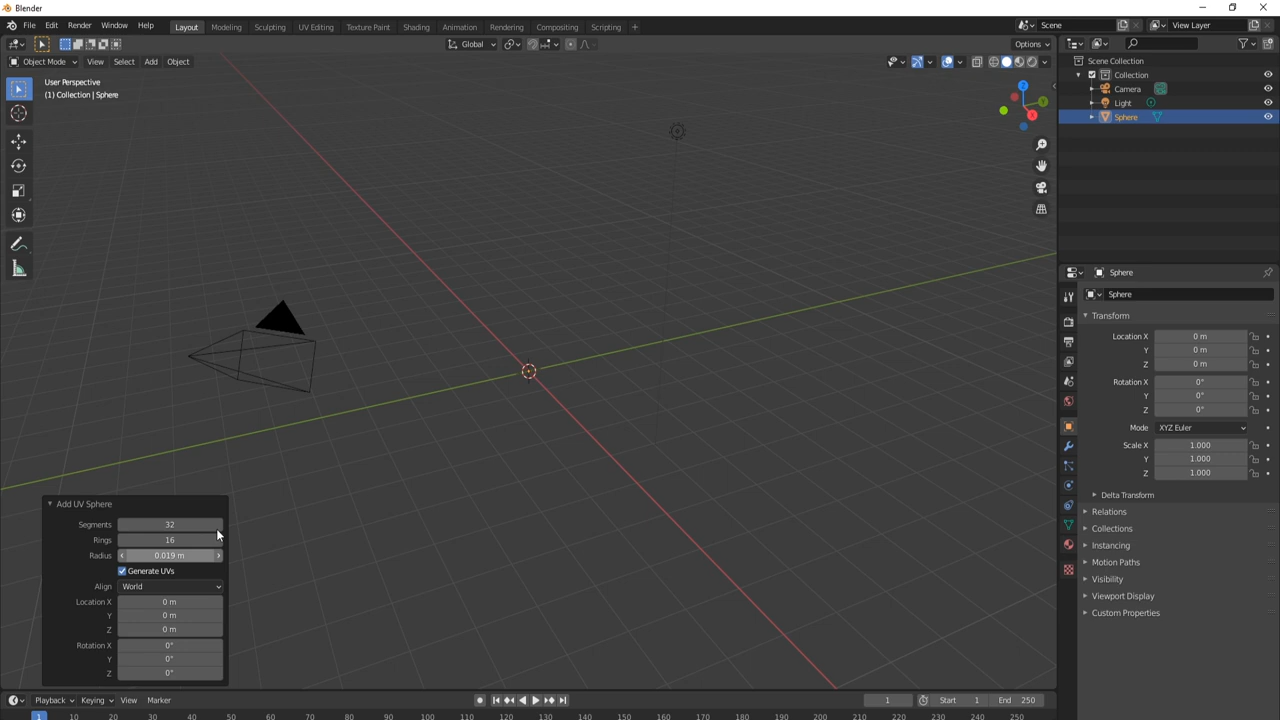 Blender
File Edit Render Window Help Layout Modeling Sculpting UV Editing Texture Paint Shading Animation Rendering Compositing Scripting + Scene View Layer
Global Options
Object Mode View Select Add Object
User Perspective
(1) Collection | Sphere
Scene Collection
Collection
Camera
Light
Sphere
Sphere
Sphere
Transform
Location X 0 m
Y 0 m
Z 0 m
Rotation X 0°
Y 0°
Z 0°
Mode XYZ Euler
Scale X 1.000
Y 1.000
Z 1.000
Delta Transform
Relations
Collections
Instancing
Motion Paths
Visibility
Viewport Display
Custom Properties
Add UV Sphere
Segments 32
Rings 16
Radius 0.019 m
Generate UVs
Align World
Location X 0 m
Y 0 m
Z 0 m
Rotation X 0°
Y 0°
Z 0°
Playback Keying View Marker 1 Start 1 End 250
1 10 20 30 40 50 60 70 80 90 100 110 120 130 140 150 160 170 180 190 200 210 220 230 240 250